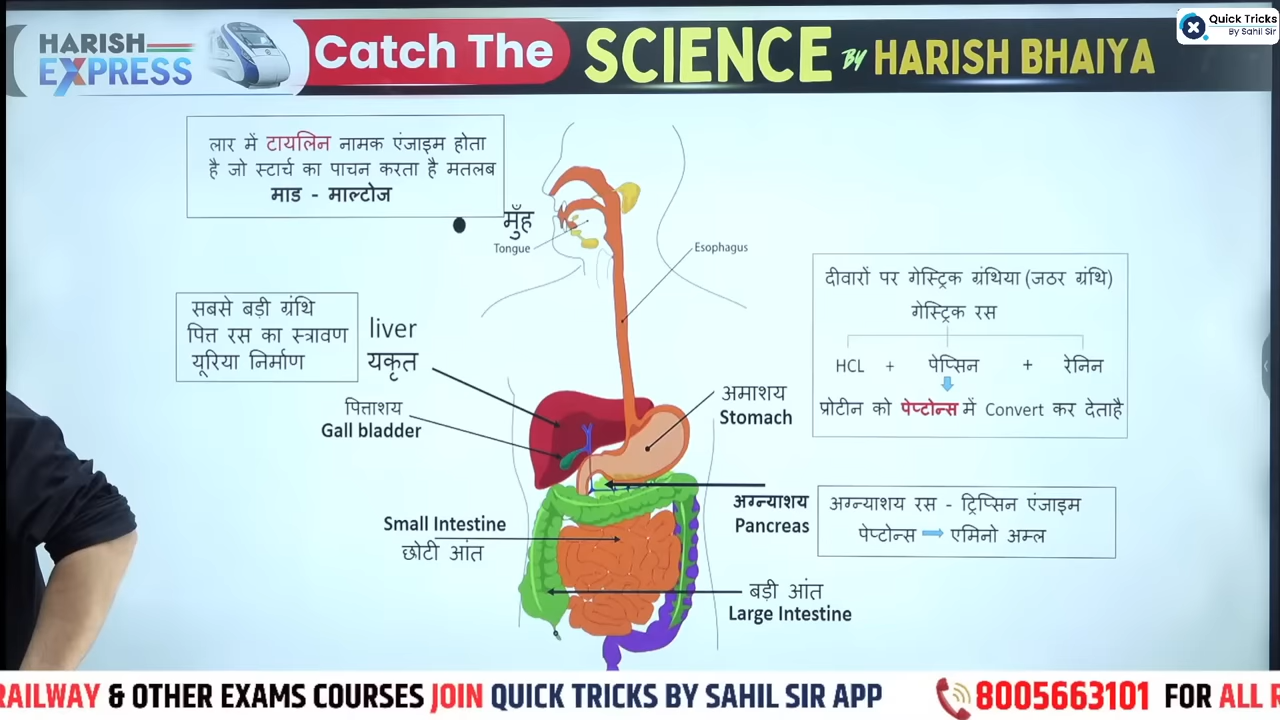 HARISH
EXPRESS
Catch The
SCIENCE BY HARISH BHAIYA
Quick Tricks
By Sahil Sir
लार में टायलिन नामक एंजाइम होता
है जो स्टार्च का पाचन करता है मतलब
माड - माल्टोज
मुँह
Tongue
Esophagus
दीवारों पर गेस्ट्रिक ग्रंथिया (जठर ग्रंथि)
गेस्ट्रिक रस
HCL + पेप्सिन + रेनिन
प्रोटीन को पेप्टोन्स में Convert कर देताहै
सबसे बड़ी ग्रंथि
पित्त रस का स्त्रावण
यूरिया निर्माण
liver
यकृत
पित्ताशय
Gall bladder
अमाशय
Stomach
अग्न्याशय
Pancreas
अग्न्याशय रस - ट्रिप्सिन एंजाइम
पेप्टोन्स ➡ एमिनो अम्ल
Small Intestine
छोटी आंत
बड़ी आंत
Large Intestine
RAILWAY & OTHER EXAMS COURSES JOIN QUICK TRICKS BY SAHIL SIR APP 8005663101 FOR ALL